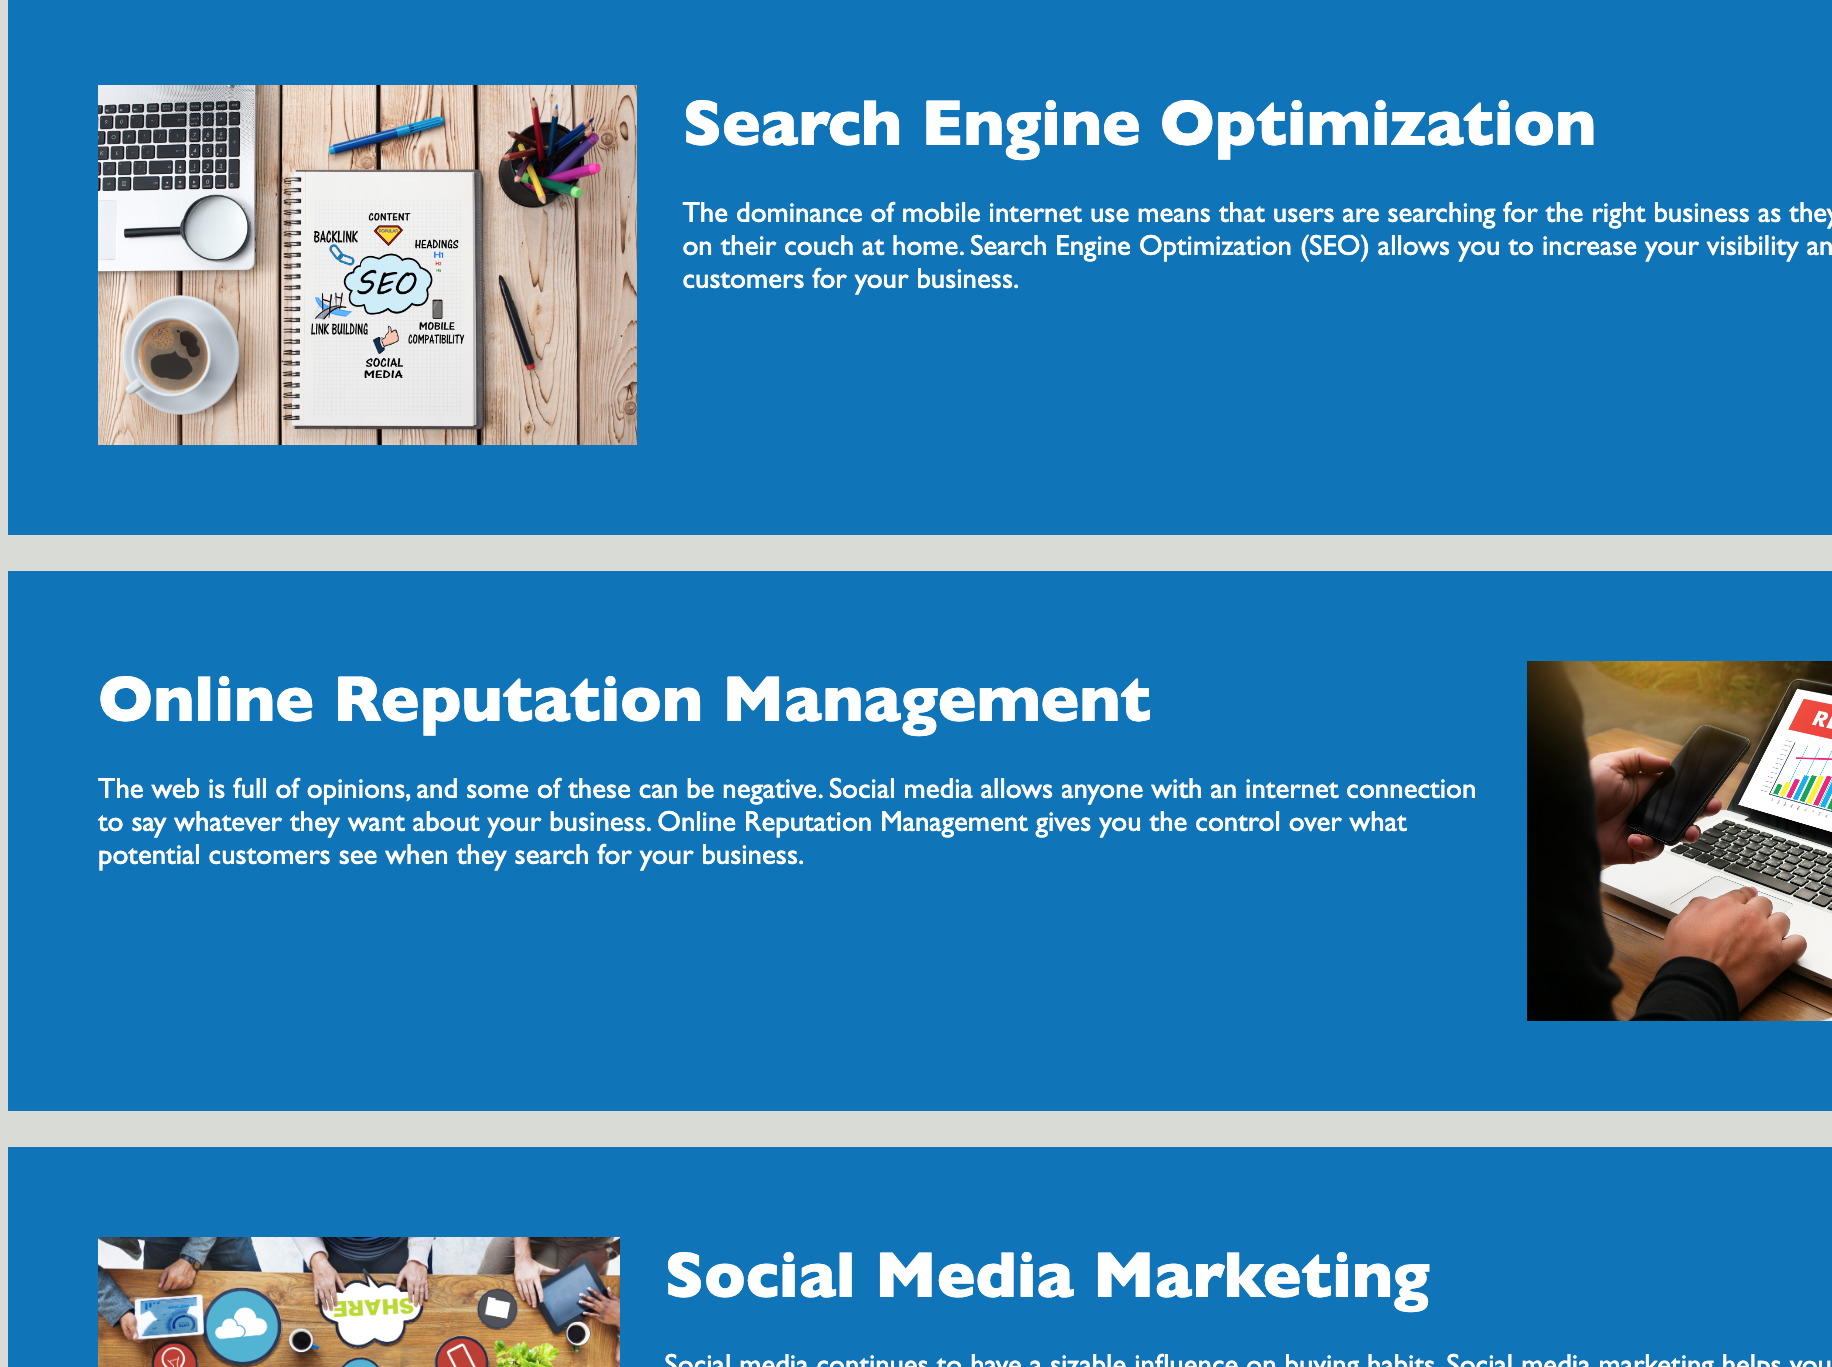 CONTENT
BACKLINK
HEADINGS
H1
SEO
LINK BUILDING
MOBILE
COMPATIBILITY
SOCIAL
MEDIA
Search Engine Optimization
The dominance of mobile internet use means that users are searching for the right business as they
on their couch at home. Search Engine Optimization (SEO) allows you to increase your visibility an
customers for your business.
Online Reputation Management
The web is full of opinions, and some of these can be negative. Social media allows anyone with an internet connection
to say whatever they want about your business. Online Reputation Management gives you the control over what
potential customers see when they search for your business.
SHARE
Social Media Marketing
Social media continues to have a sizable influence on buying habits. Social media marketing helps you